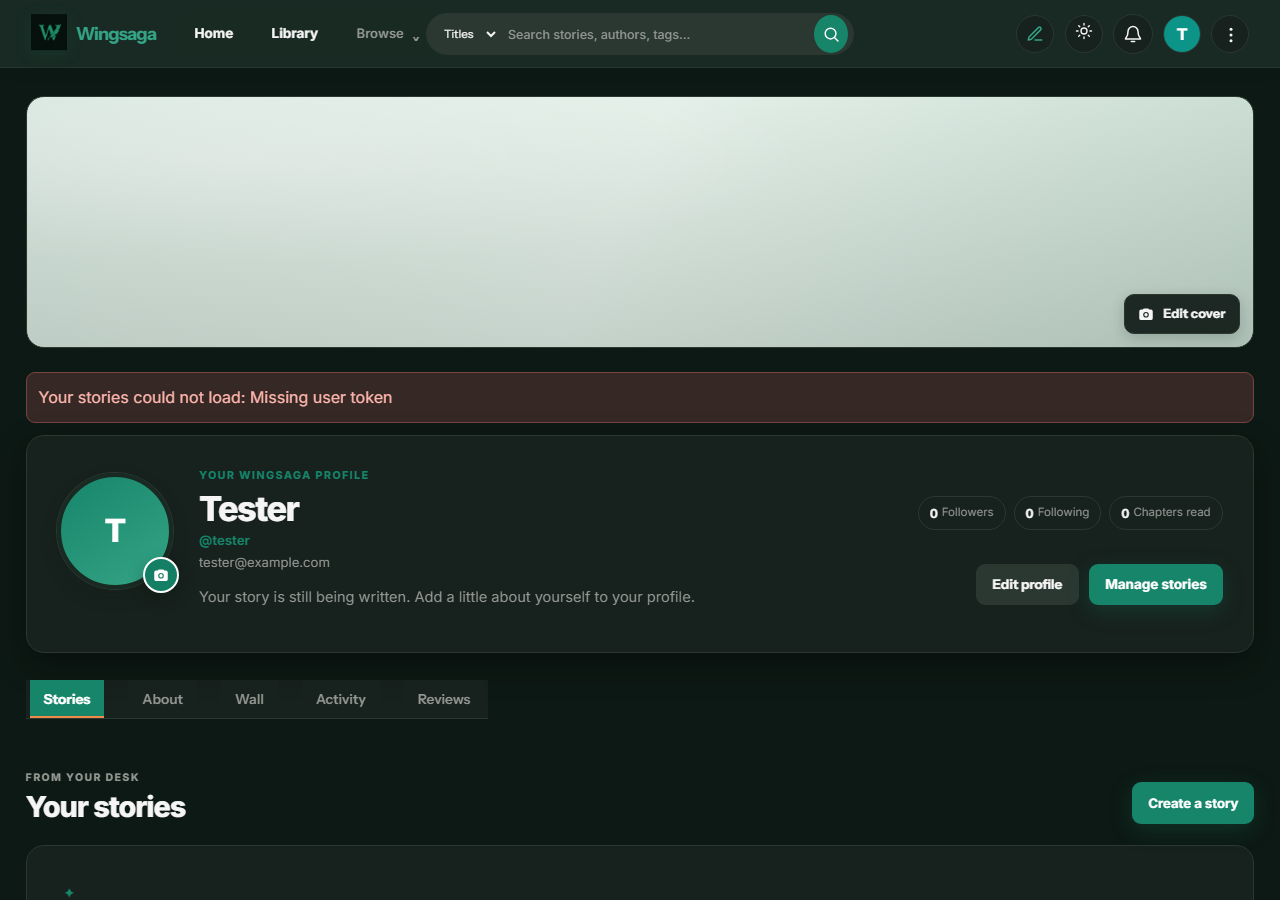 W Wingsaga Home Library Browse Titles Search stories, authors, tags... T
Edit cover
Your stories could not load: Missing user token
YOUR WINGSAGA PROFILE
T
Tester
@tester
tester@example.com
Your story is still being written. Add a little about yourself to your profile.
0 Followers 0 Following 0 Chapters read
Edit profile Manage stories
Stories About Wall Activity Reviews
FROM YOUR DESK
Your stories
Create a story